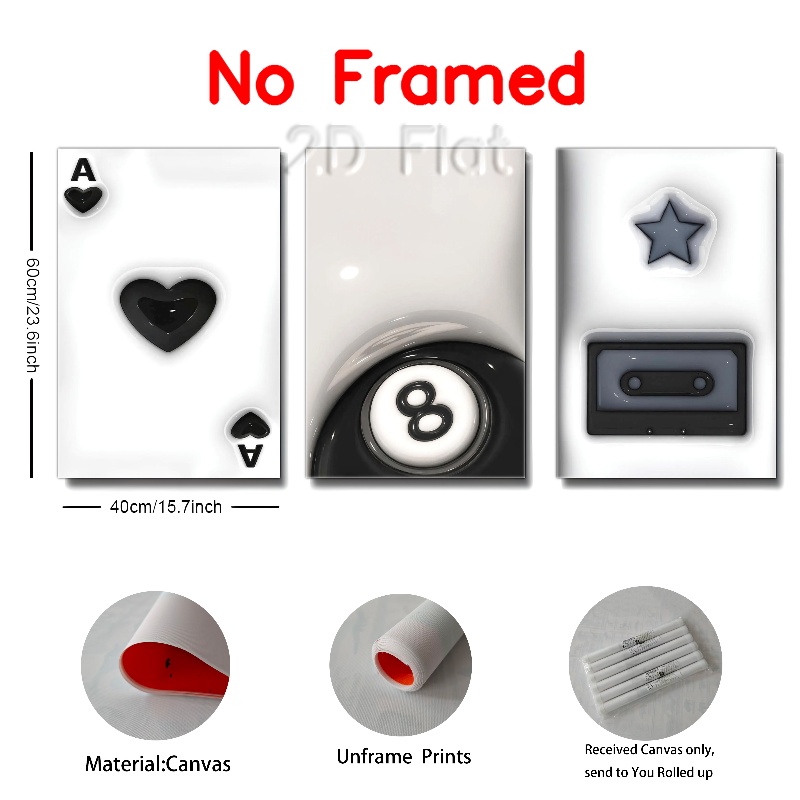 No Framed
2D Flat
A
8
A
60cm/23.6inch
40cm/15.7inch
Material:Canvas
Unframe Prints
Received Canvas only,
send to You Rolled up